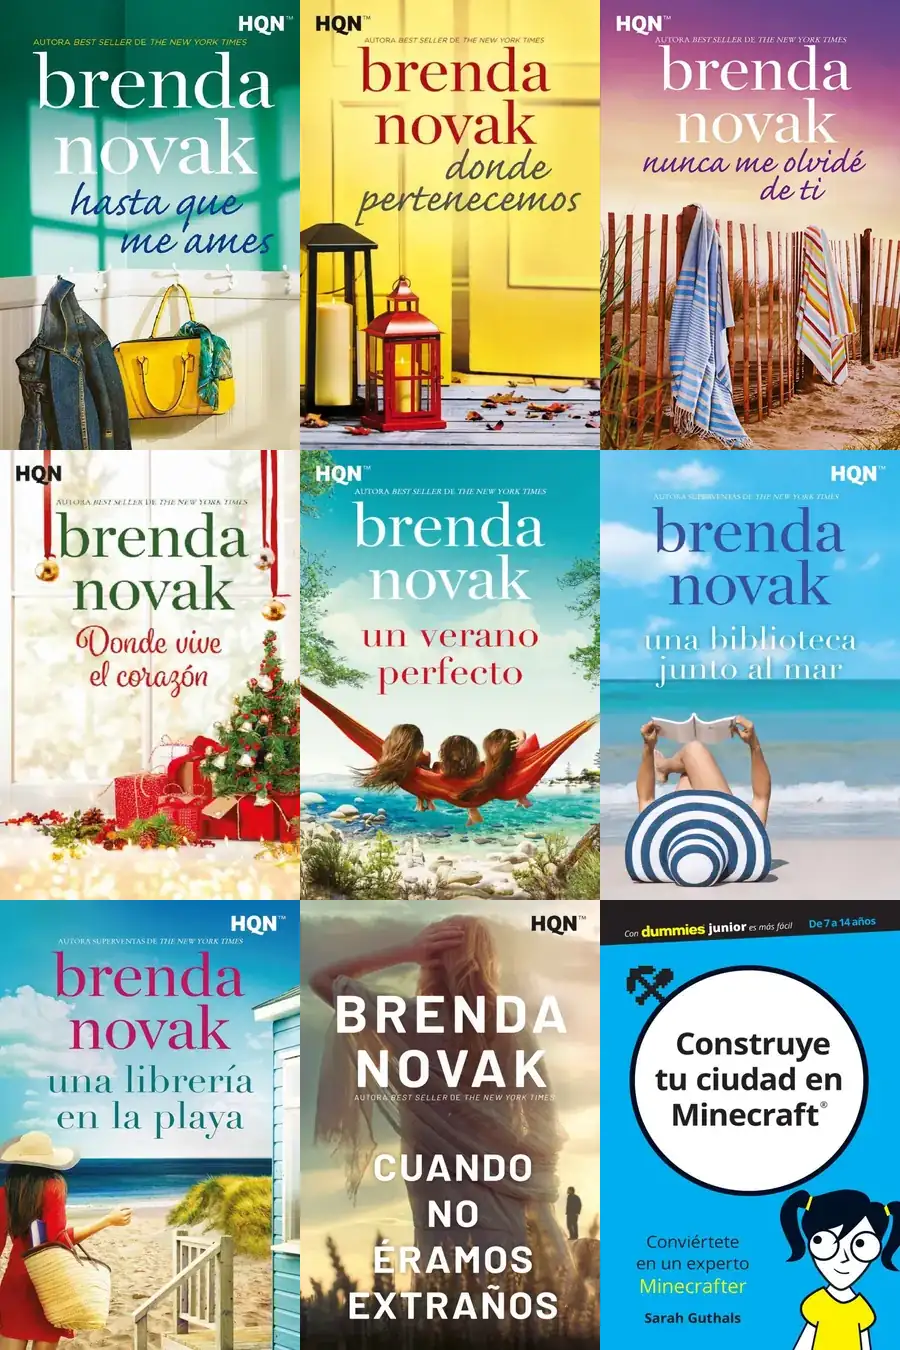 HQN™
AUTORA BEST SELLER DE THE NEW YORK TIMES
brenda
novak
hasta que
me ames
HQN™
AUTORA BEST SELLER DE THE NEW YORK TIMES
brenda
novak
donde
pertenecemos
HQN™
AUTORA BEST SELLER DE THE NEW YORK TIMES
brenda
novak
nunca me olvidé
de ti
HQN
AUTORA BEST SELLER DE THE NEW YORK TIMES
brenda
novak
Donde vive
el corazón
HQN™
AUTORA BEST SELLER DE THE NEW YORK TIMES
brenda
novak
un verano
perfecto
HQN™
AUTORA SUPERVENTAS DE THE NEW YORK TIMES
brenda
novak
una biblioteca
junto al mar
HQN™
AUTORA SUPERVENTAS DE THE NEW YORK TIMES
brenda
novak
una librería
en la playa
HQN™
BRENDA
NOVAK
AUTORA BEST SELLER DE THE NEW YORK TIMES
CUANDO
NO
ÉRAMOS
EXTRAÑOS
Con dummies junior es más fácil De 7 a 14 años
Construye
tu ciudad en
Minecraft®
Conviértete
en un experto
Minecrafter
Sarah Guthals